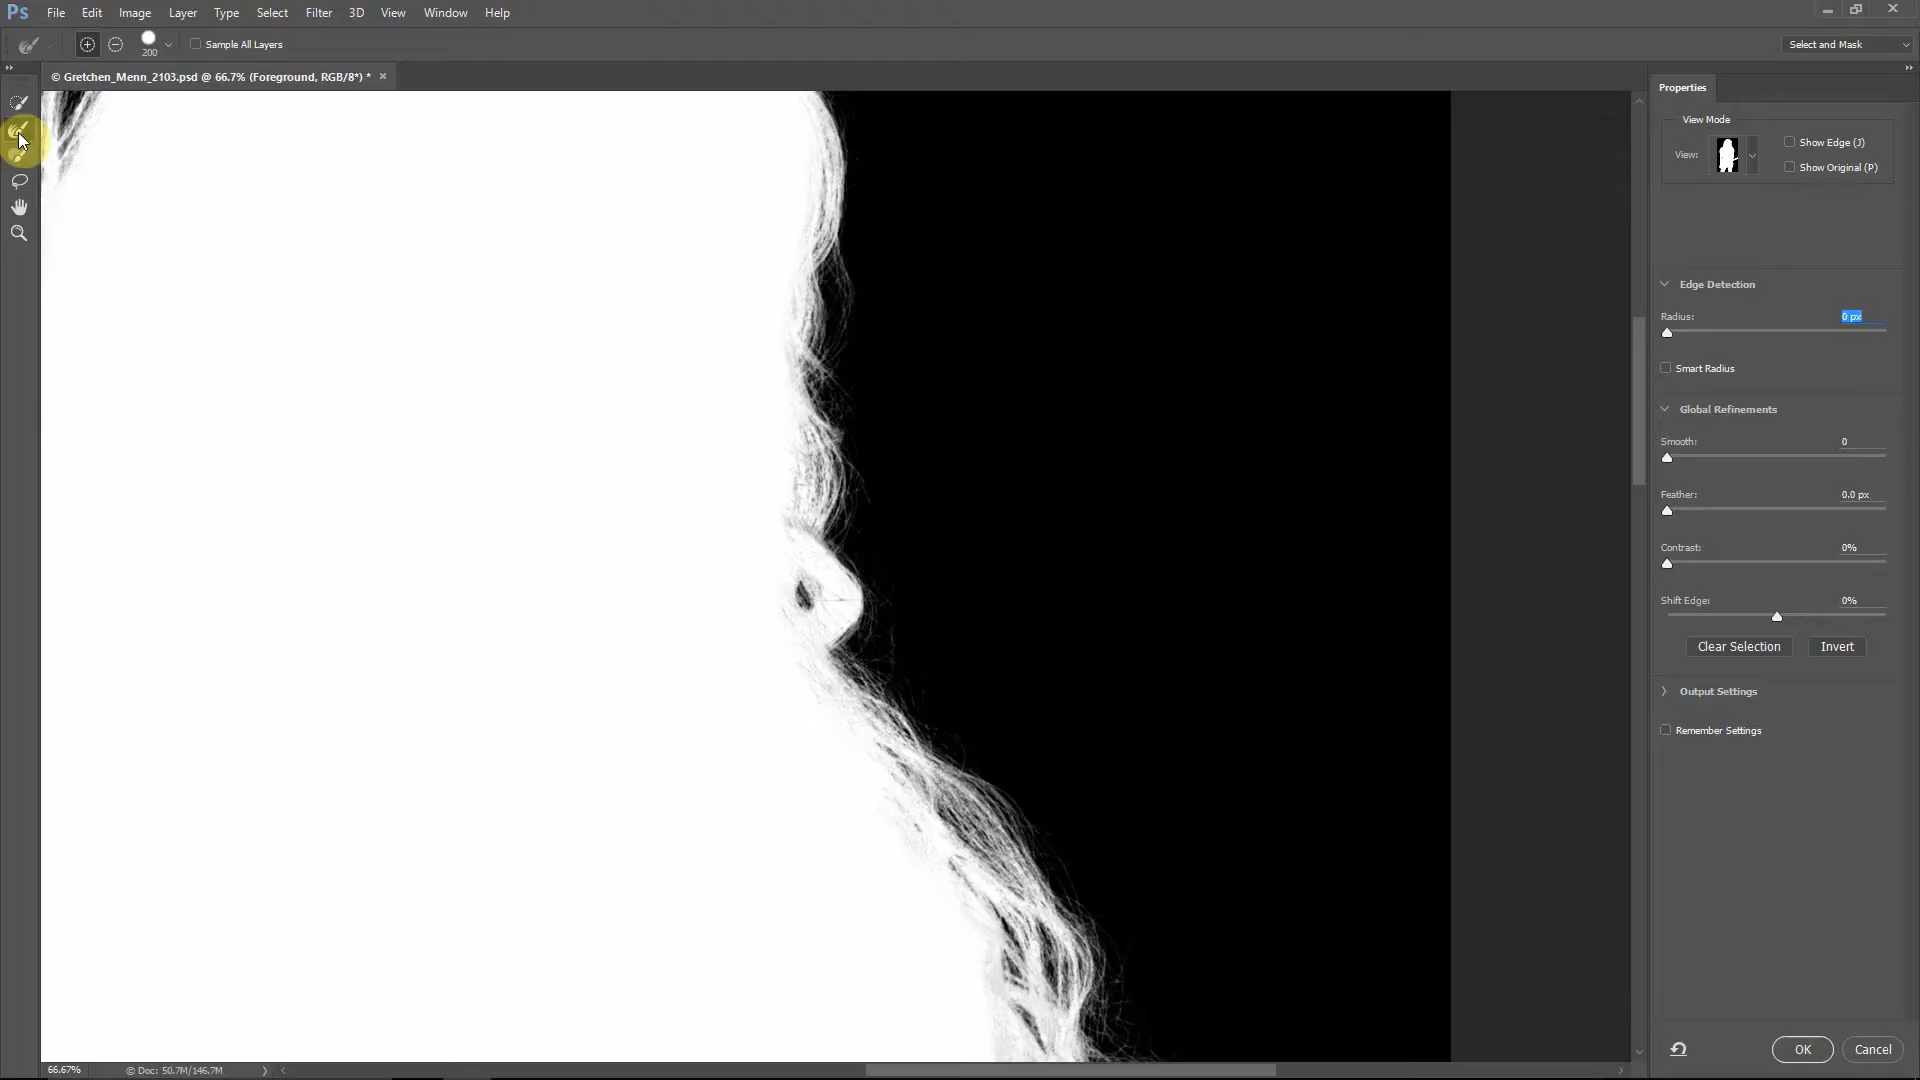 Ps File Edit Image Layer Type Select Filter 3D View Window Help
200 Sample All Layers Select and Mask
© Gretchen_Menn_2103.psd @ 66.7% (Foreground, RGB/8*) *
Properties
View Mode
View: Show Edge (J)
Show Original (P)
Edge Detection
Radius: 0 px
Smart Radius
Global Refinements
Smooth: 0
Feather: 0.0 px
Contrast: 0%
Shift Edge: 0%
Clear Selection Invert
Output Settings
Remember Settings
OK Cancel
66.67% © Doc: 50.7M/146.7M